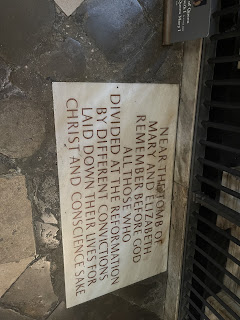 NEAR THE TOMB OF
MARY AND ELIZABETH
REMEMBER BEFORE GOD
ALL THOSE WHO
DIVIDED AT THE REFORMATION
BY DIFFERENT CONVICTIONS
LAID DOWN THEIR LIVES FOR
CHRIST AND CONSCIENCE SAKE